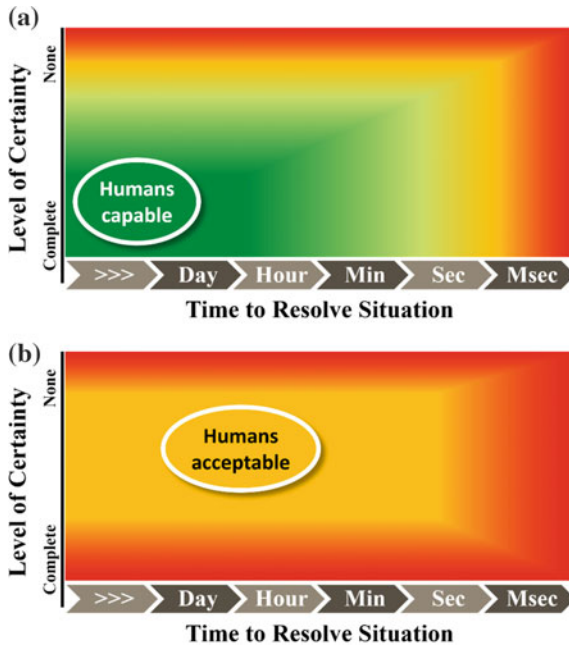 (a)
Level of Certainty
None
Complete
Humans
capable
>>> Day Hour Min Sec Msec
Time to Resolve Situation
(b)
Level of Certainty
None
Complete
Humans
acceptable
>>> Day Hour Min Sec Msec
Time to Resolve Situation